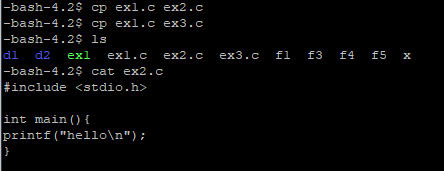 -bash-4.2$ cp ex1.c ex2.c
-bash-4.2$ cp ex1.c ex3.c
-bash-4.2$ ls
d1  d2  ex1  ex1.c  ex2.c  ex3.c  f1  f3  f4  f5  x
-bash-4.2$ cat ex2.c
#include <stdio.h>

int main(){
printf("hello\n");
}